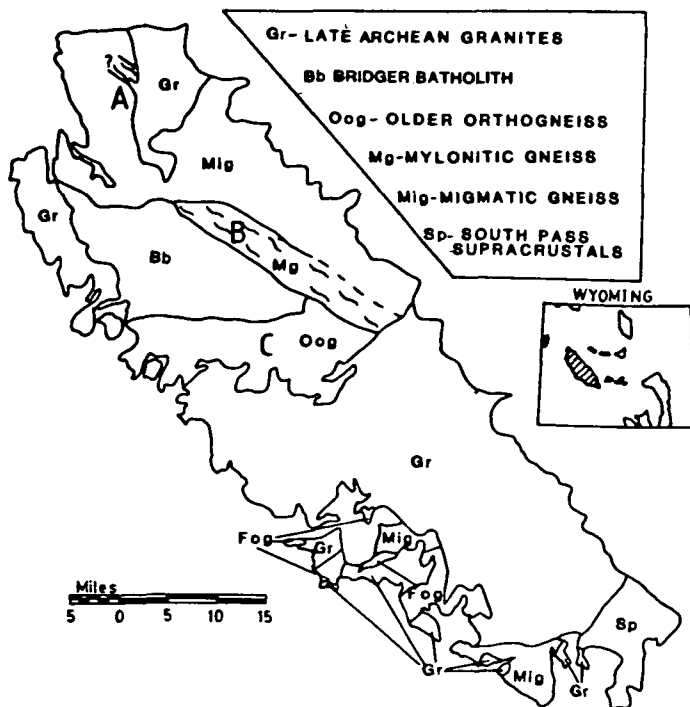 Gr- LATE ARCHEAN GRANITES
Bb BRIDGER BATHOLITH
Oog- OLDER ORTHOGNEISS
Mg-MYLONITIC GNEISS
Mig-MIGMATIC GNEISS
Sp- SOUTH PASS
SUPRACRUSTALS
?
A
Gr
Mig
Gr
B
Bb
Mg
WYOMING
C
Oog
Gr
Fog
Gr
Mig
Fog
Miles
5 0 5 10 15
Sp
Gr
Mig
Gr